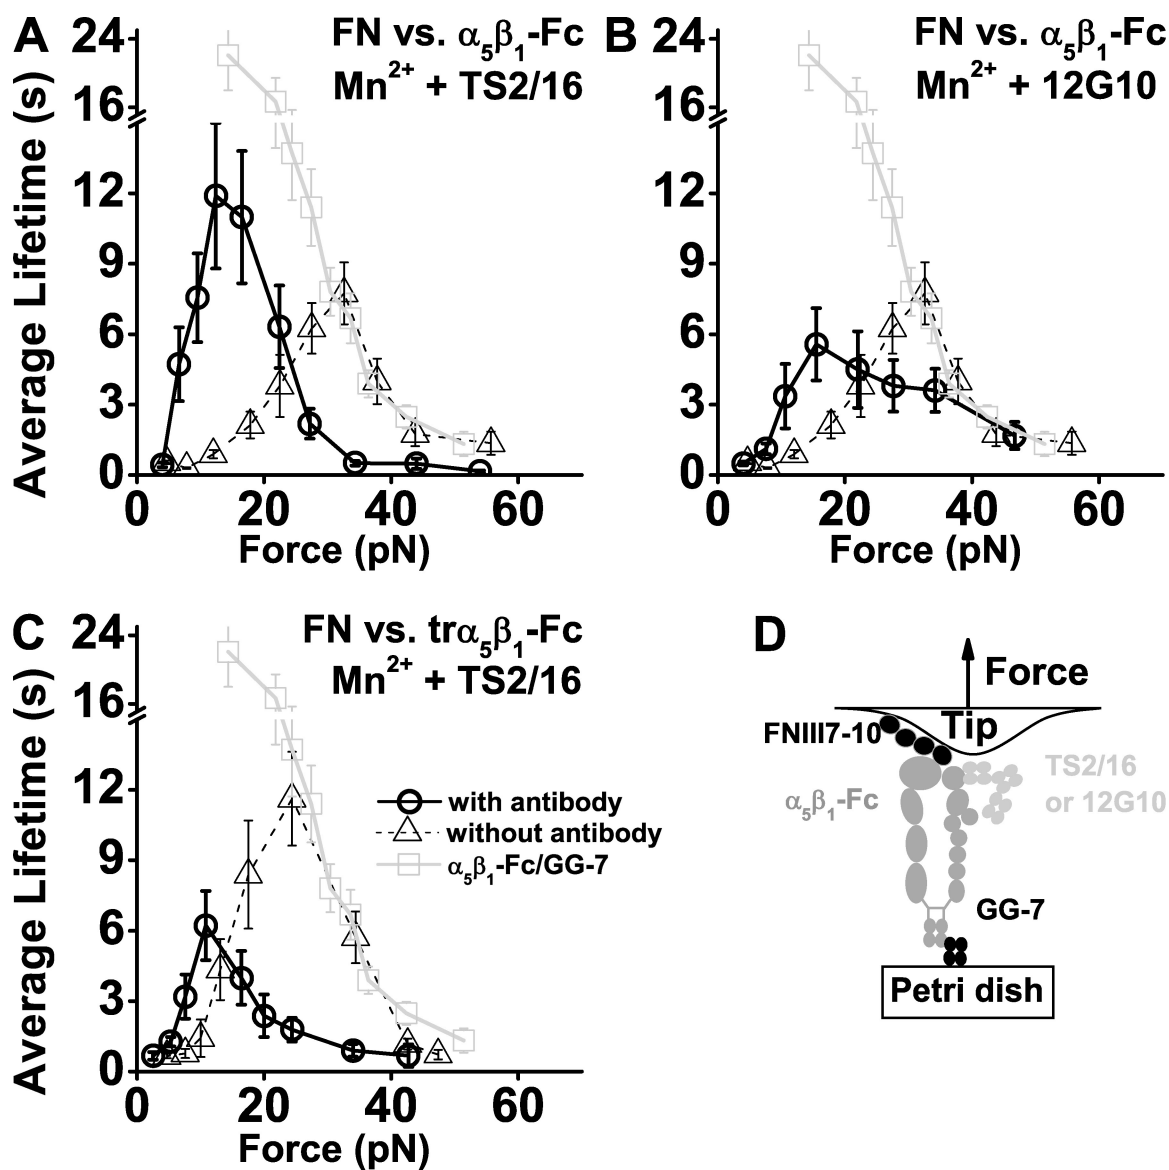 A
FN vs. α5β1-Fc
Mn2+ + TS2/16
Average Lifetime (s)
24
16
12
9
6
3
0
0 20 40 60
Force (pN)
B
FN vs. α5β1-Fc
Mn2+ + 12G10
24
16
12
9
6
3
0
0 20 40 60
Force (pN)
C
FN vs. trα5β1-Fc
Mn2+ + TS2/16
Average Lifetime (s)
24
16
12
9
6
3
0
with antibody
without antibody
α5β1-Fc/GG-7
0 20 40 60
Force (pN)
D
Force
Tip
FNIII7-10
TS2/16
or 12G10
α5β1-Fc
GG-7
Petri dish